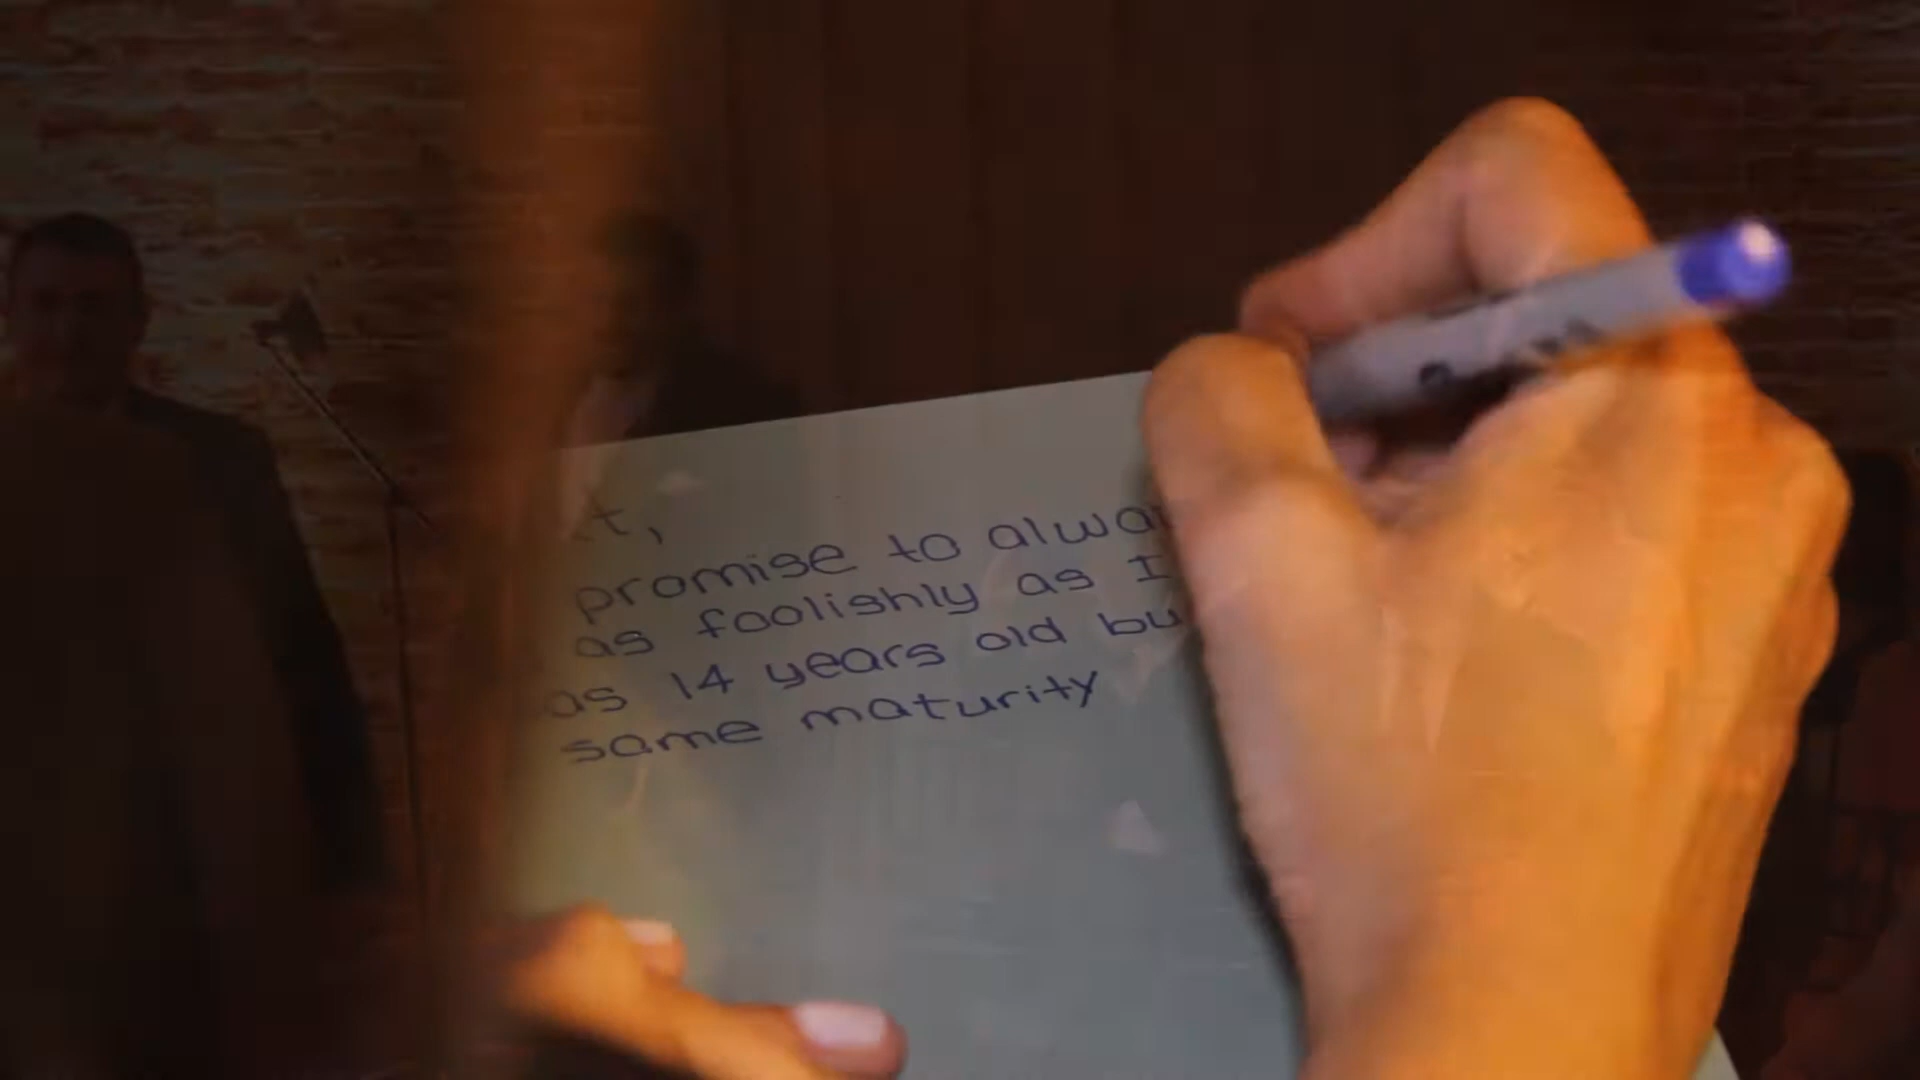 t,
promise to alwa
as foolishly as I
as 14 years old bu
same maturity